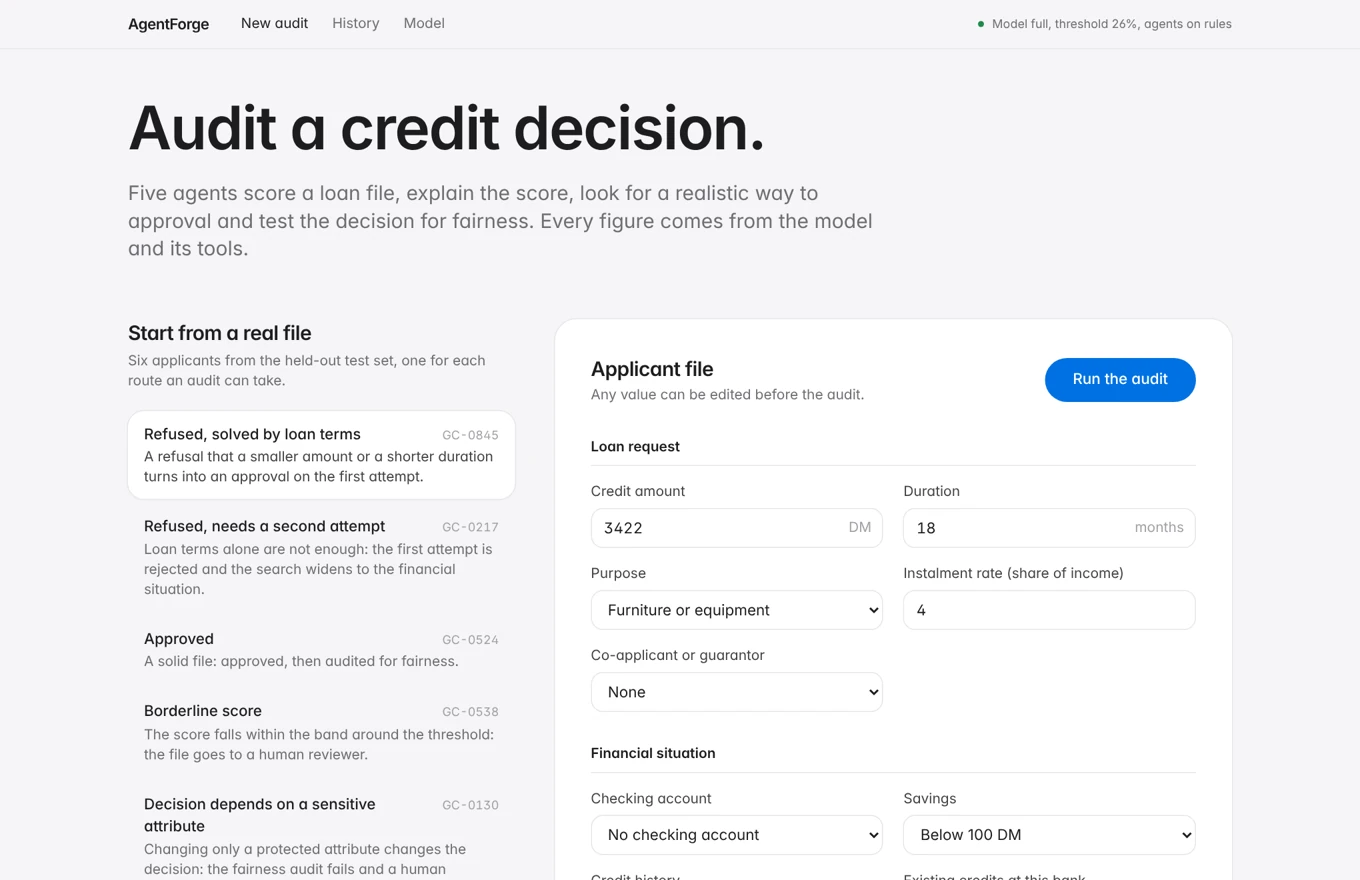 AgentForge New audit History Model Model full, threshold 26%, agents on rules
Audit a credit decision.
Five agents score a loan file, explain the score, look for a realistic way to
approval and test the decision for fairness. Every figure comes from the model
and its tools.
Start from a real file
Six applicants from the held-out test set, one for each
route an audit can take.
Refused, solved by loan terms GC-0845
A refusal that a smaller amount or a shorter duration
turns into an approval on the first attempt.
Refused, needs a second attempt GC-0217
Loan terms alone are not enough: the first attempt is
rejected and the search widens to the financial
situation.
Approved GC-0524
A solid file: approved, then audited for fairness.
Borderline score GC-0538
The score falls within the band around the threshold:
the file goes to a human reviewer.
Decision depends on a sensitive GC-0130
attribute
Changing only a protected attribute changes the
decision: the fairness audit fails and a human
Applicant file
Any value can be edited before the audit.
Run the audit
Loan request
Credit amount Duration
3422 DM 18 months
Purpose Instalment rate (share of income)
Furniture or equipment 4
Co-applicant or guarantor
None
Financial situation
Checking account Savings
No checking account Below 100 DM
Credit history Existing credits at this bank